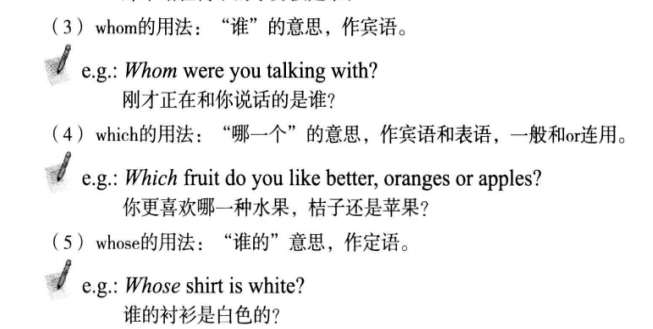 （3）whom的用法：“谁”的意思，作宾语。
e.g.: Whom were you talking with?
刚才正在和你说话的是谁？
（4）which的用法：“哪一个”的意思，作宾语和表语，一般和or连用。
e.g.: Which fruit do you like better, oranges or apples?
你更喜欢哪一种水果，桔子还是苹果？
（5）whose的用法：“谁的”意思，作定语。
e.g.: Whose shirt is white?
谁的衬衫是白色的？